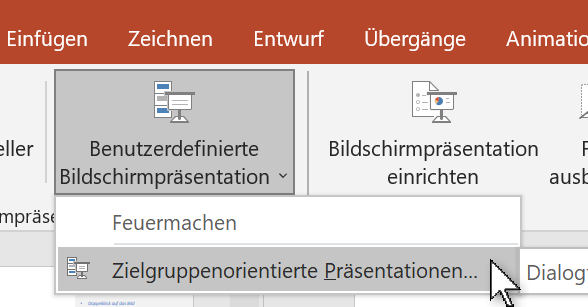 Einfügen Zeichnen Entwurf Übergänge Animatio
eller Benutzerdefinierte Bildschirmpräsentation F
Bildschirmpräsentation einrichten ausb
mpräse
Feuermachen
Zielgruppenorientierte Präsentationen...
Dialog